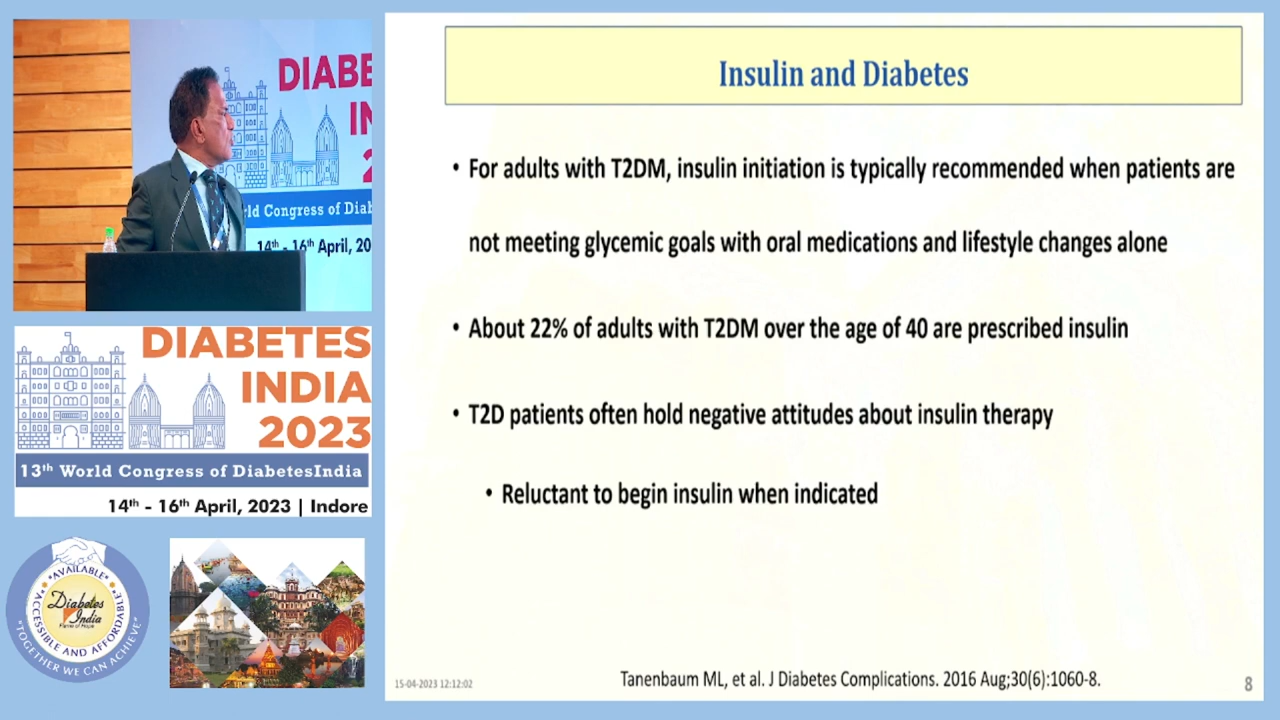 DIABE
IN
2
rld Congress of Diab
14th - 16th April, 20
DIABETES
INDIA
2023
13th World Congress of DiabetesIndia
14th - 16th April, 2023 | Indore
*AVAILABLE*
"ACCESSIBLE AND AFFORDABLE"
Diabetes
India
"TOGETHER WE CAN ACHIEVE"
Insulin and Diabetes
• For adults with T2DM, insulin initiation is typically recommended when patients are
not meeting glycemic goals with oral medications and lifestyle changes alone
• About 22% of adults with T2DM over the age of 40 are prescribed insulin
• T2D patients often hold negative attitudes about insulin therapy
• Reluctant to begin insulin when indicated
15-04-2023 12:12:02
Tanenbaum ML, et al. J Diabetes Complications. 2016 Aug;30(6):1060-8.
8